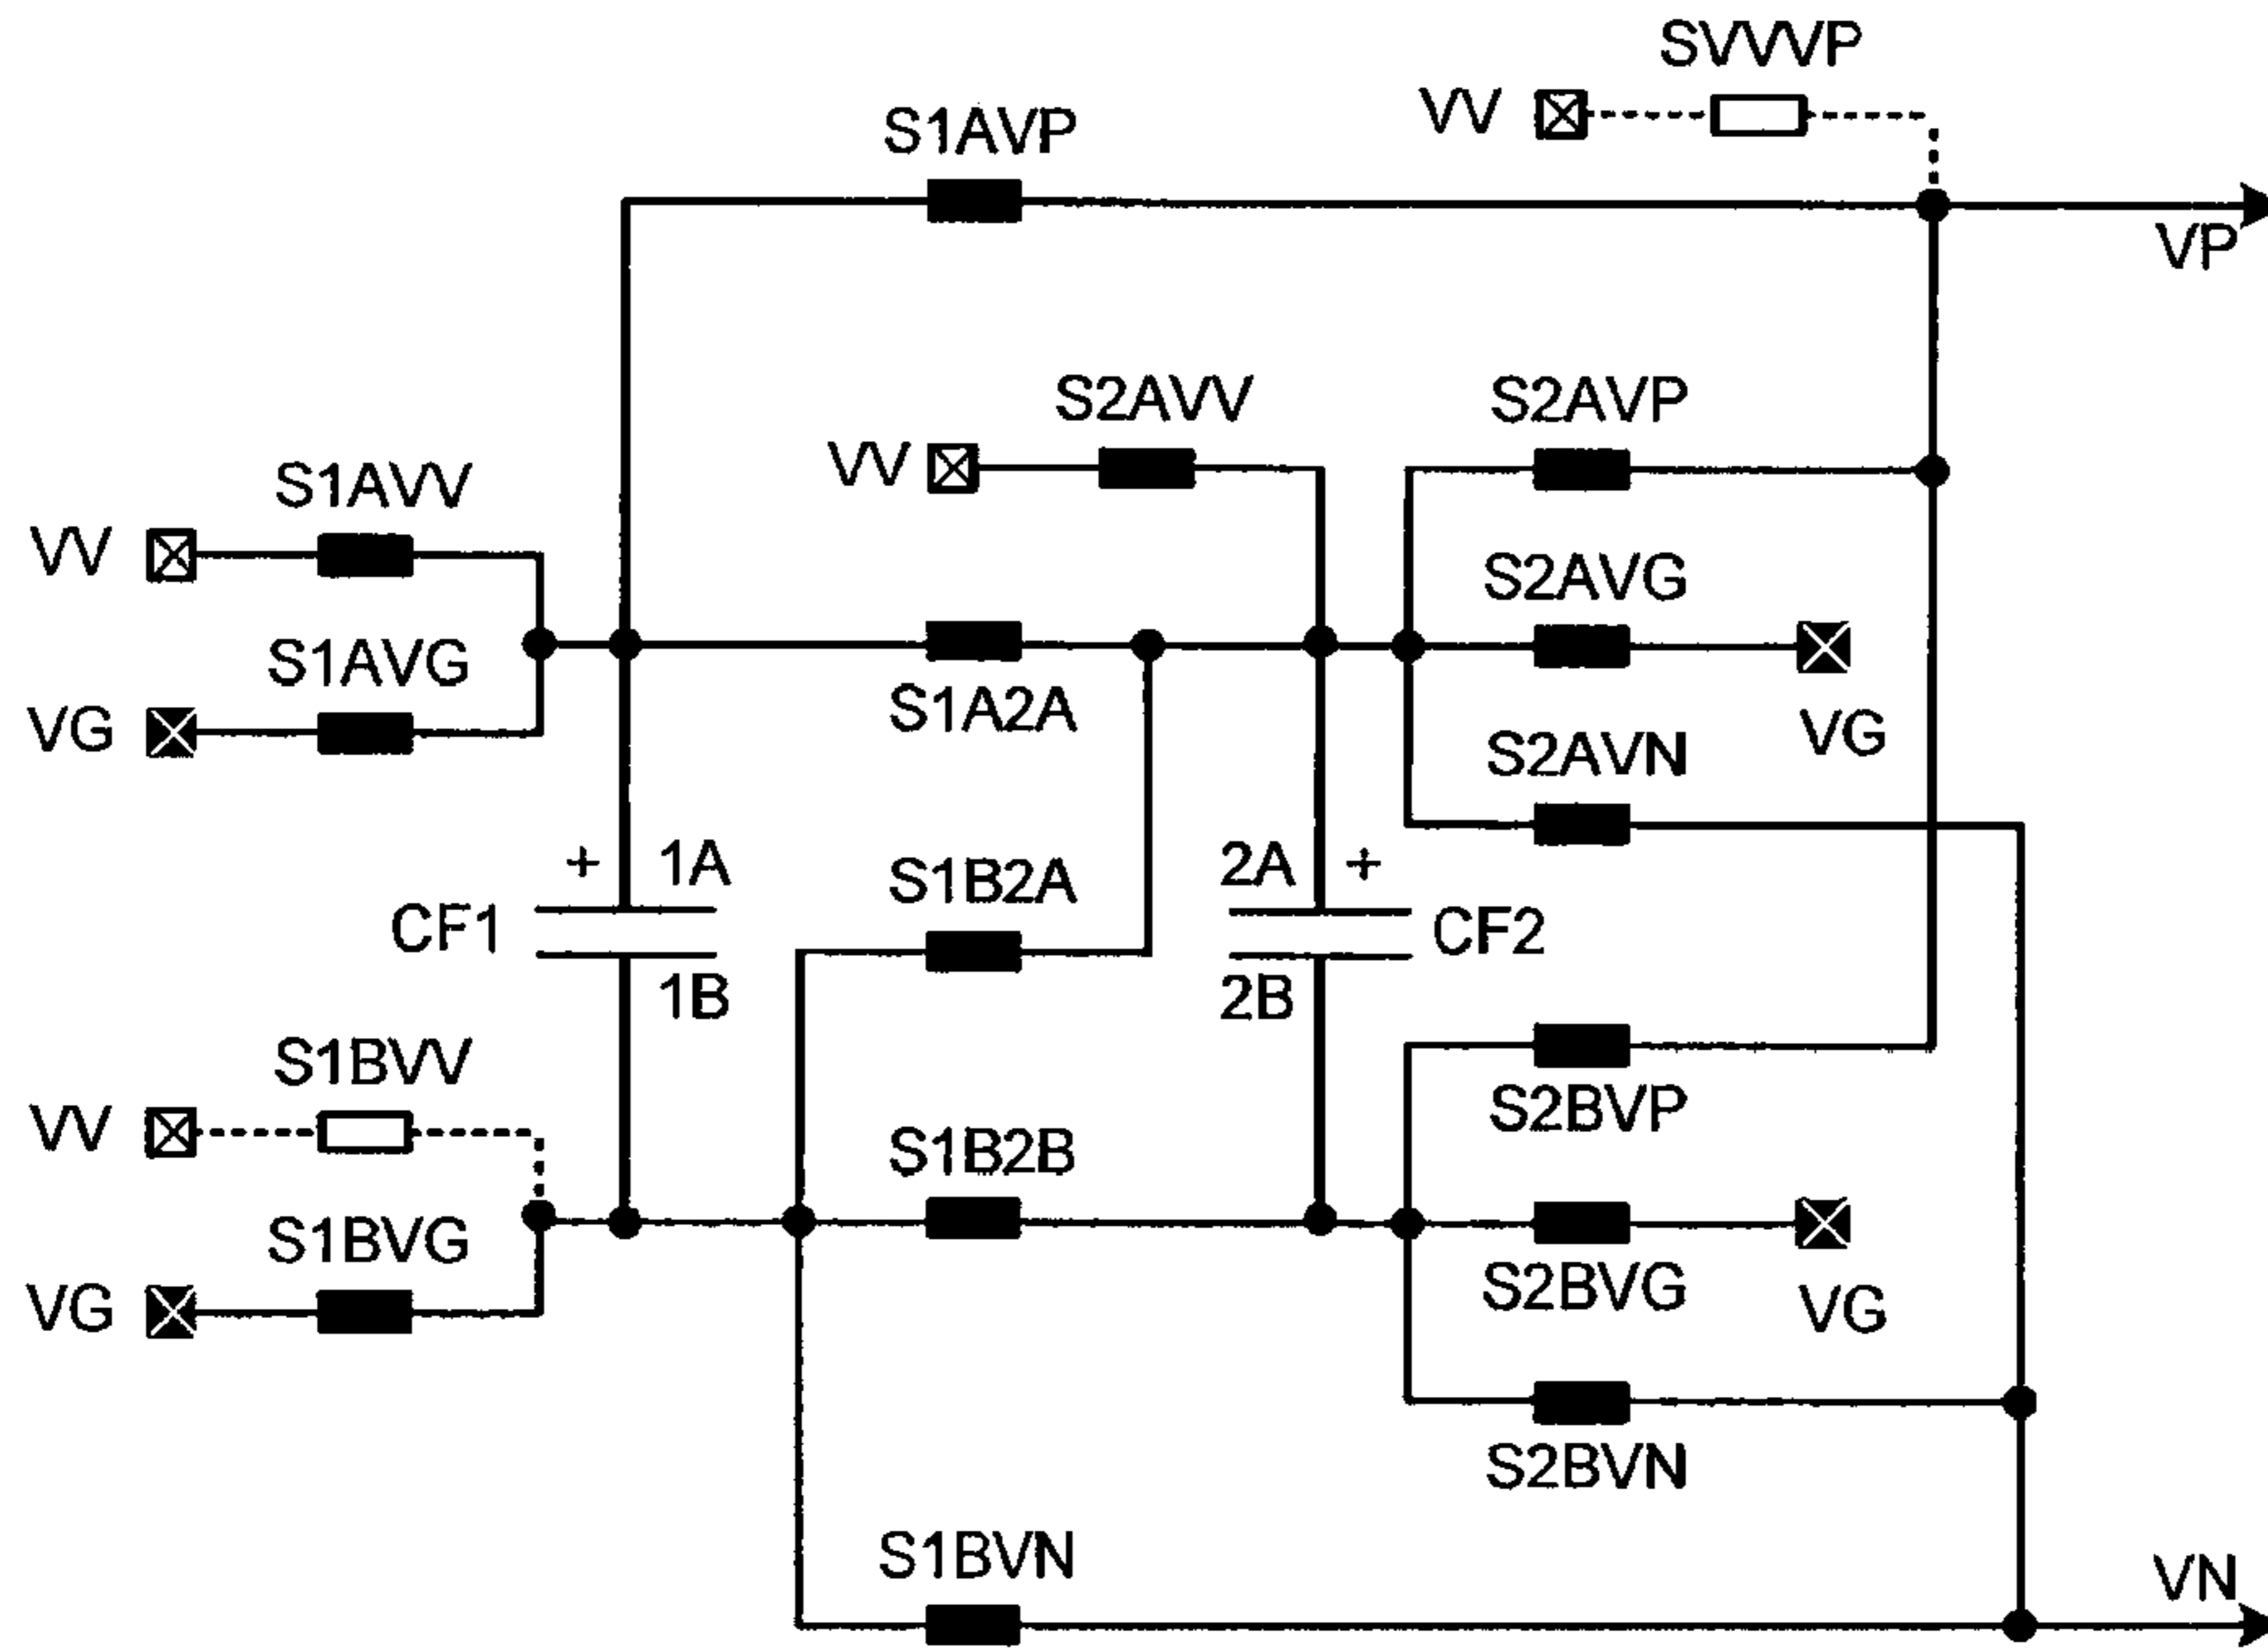 SVVVP
VV
S1AVP
VP
S2AVV
S2AVP
VV
S1AVV
VV
S2AVG
S1AVG
VG
S1A2A
VG
S2AVN
+ 1A
2A +
S1B2A
CF1
CF2
1B
2B
S1BVV
VV
S2BVP
S1B2B
S1BVG
S2BVG
VG
VG
S2BVN
S1BVN
VN